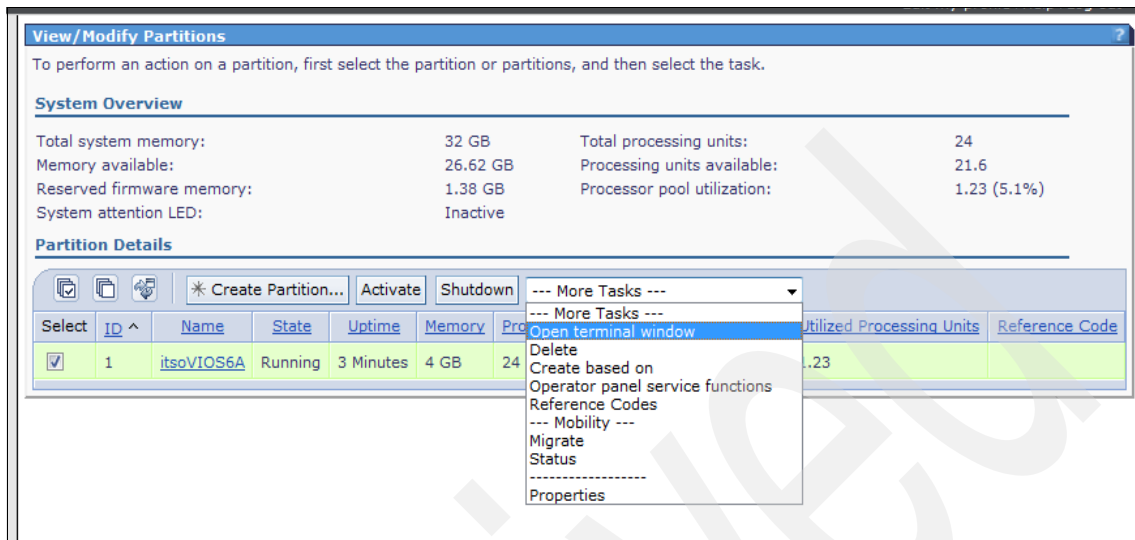 View/Modify Partitions ?
To perform an action on a partition, first select the partition or partitions, and then select the task.
System Overview
Total system memory: 32 GB Total processing units: 24
Memory available: 26.62 GB Processing units available: 21.6
Reserved firmware memory: 1.38 GB Processor pool utilization: 1.23 (5.1%)
System attention LED: Inactive
Partition Details
Create Partition... Activate Shutdown --- More Tasks ---
--- More Tasks ---
Select ID ^ Name State Uptime Memory Pro Open terminal window Utilized Processing Units Reference Code
Delete
1 itsoVIOS6A Running 3 Minutes 4 GB 24 Create based on 1.23
Operator panel service functions
Reference Codes
--- Mobility ---
Migrate
Status
------------------
Properties